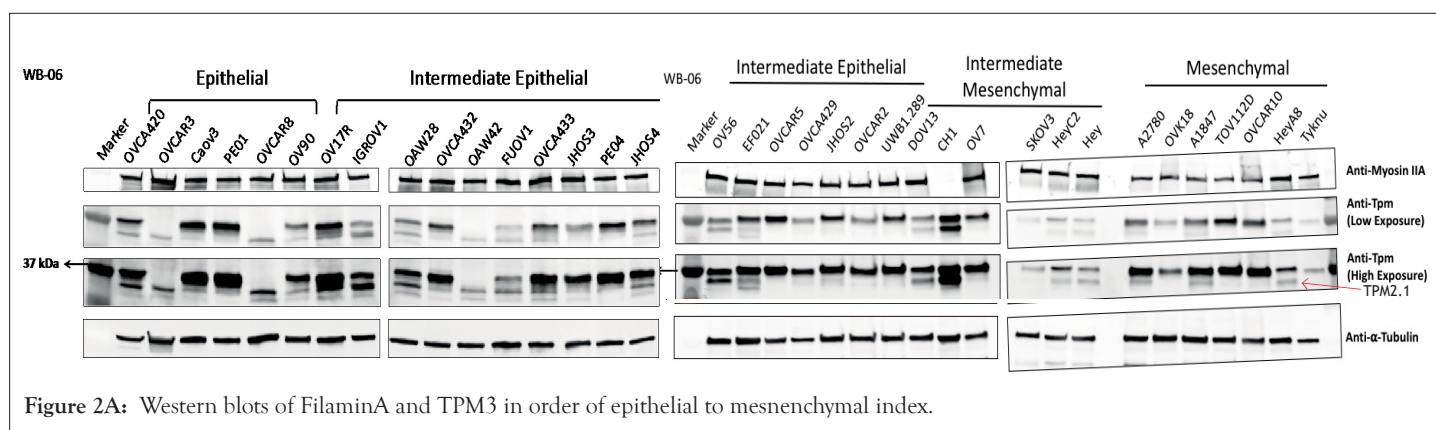 WB-06
Epithelial
Intermediate Epithelial
WB-06
Intermediate Epithelial
Intermediate
Mesenchymal
Mesenchymal
Marker
OVCA420
OVCAR3
Caov3
PE01
OVCAR8
OV90
OV17R
IGROV1
OAW28
OVCA432
OAW42
FUOV1
OVCA433
JHOS3
PE04
JHOS4
Marker
OV56
EF021
OVCAR5
OVCA429
JHOS2
OVCAR2
UWB1.289
DOV13
CH1
OV7
SKOV3
HeyC2
Hey
A2780
OVK18
A1847
TOV112D
OVCAR10
HeyA8
Tyknu
Anti-Myosin IIA
Anti-Tpm
(Low Exposure)
37 kDa
Anti-Tpm
(High Exposure)
TPM2.1
Anti-α-Tubulin
Figure 2A: Western blots of FilaminA and TPM3 in order of epithelial to mesnenchymal index.